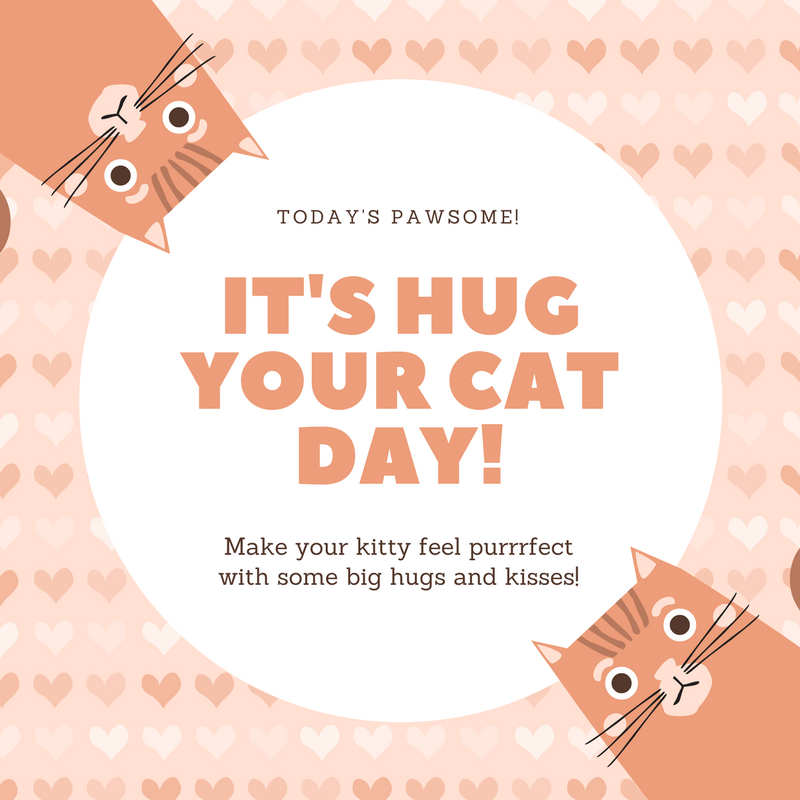 TODAY'S PAWSOME!
IT'S HUG
YOUR CAT
DAY!
Make your kitty feel purrrfect
with some big hugs and kisses!